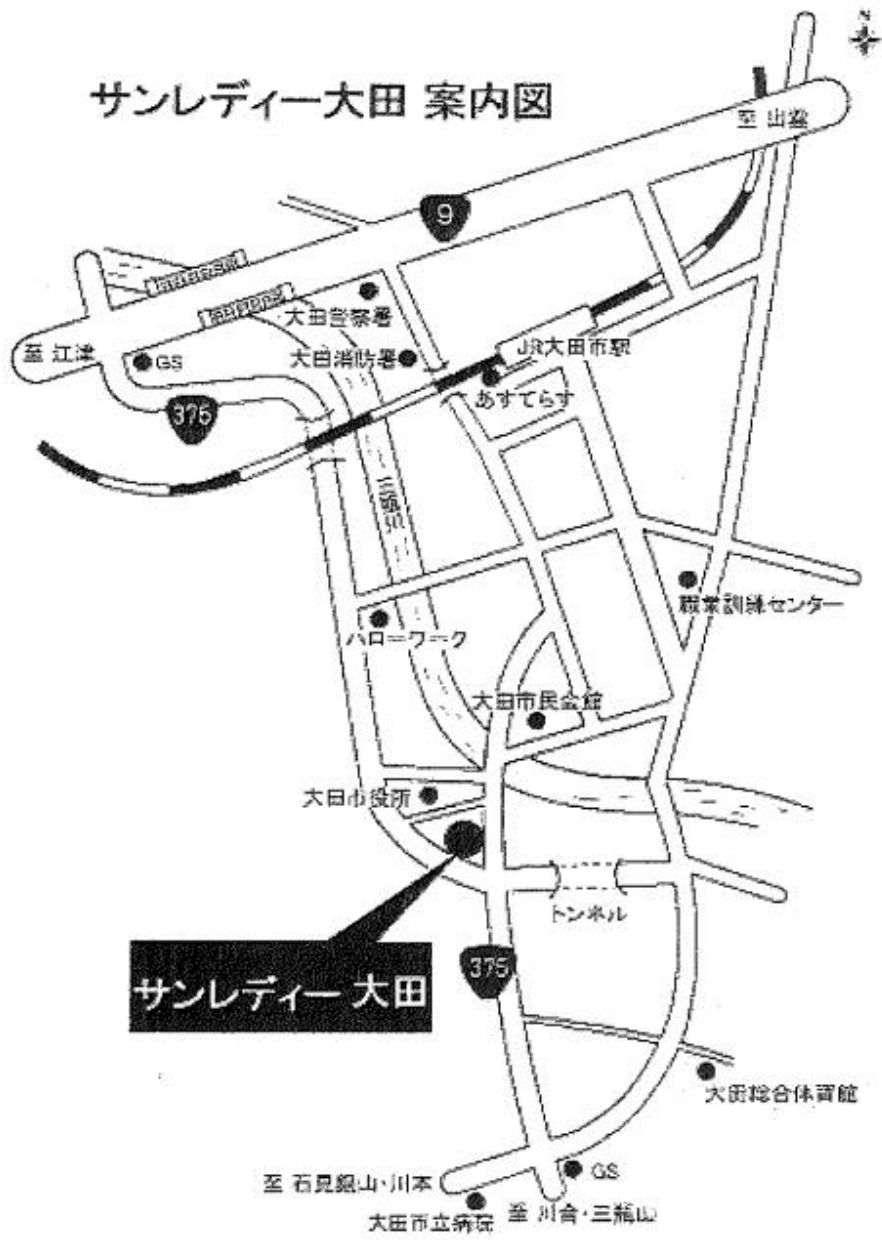 N
サンレディー大田 案内図
至 出雲
9
大田警察署
至 江津
GS
大田消防署
JR大田市駅
あすてらす
375
三瓶川
職業訓練センター
ハローワーク
大田市民会館
大田市役所
トンネル
サンレディー 大田
375
大田総合体育館
GS
至 石見銀山・川本
大田市立病院
至 川合・三瓶山